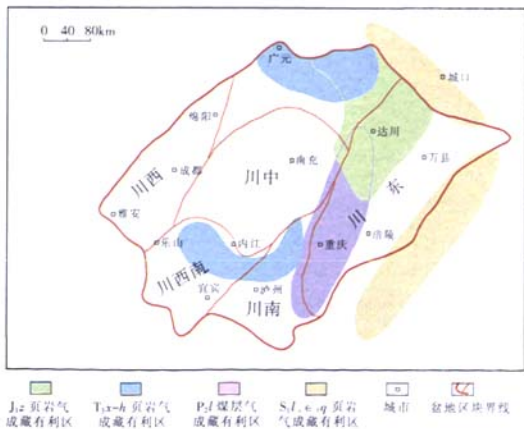 0 40 80km
广元
城口
绵阳
达川
万县
南充
川中
川西
成都
川东
雅安
涪陵
乐山
内江
重庆
川西南
宜宾
泸州
川南
J₁z 页岩气
成藏有利区
T₃x-h 页岩气
成藏有利区
P₂l 煤层气
成藏有利区
S₁l、∈₁q 页岩
气成藏有利区
城市
盆地区块界线